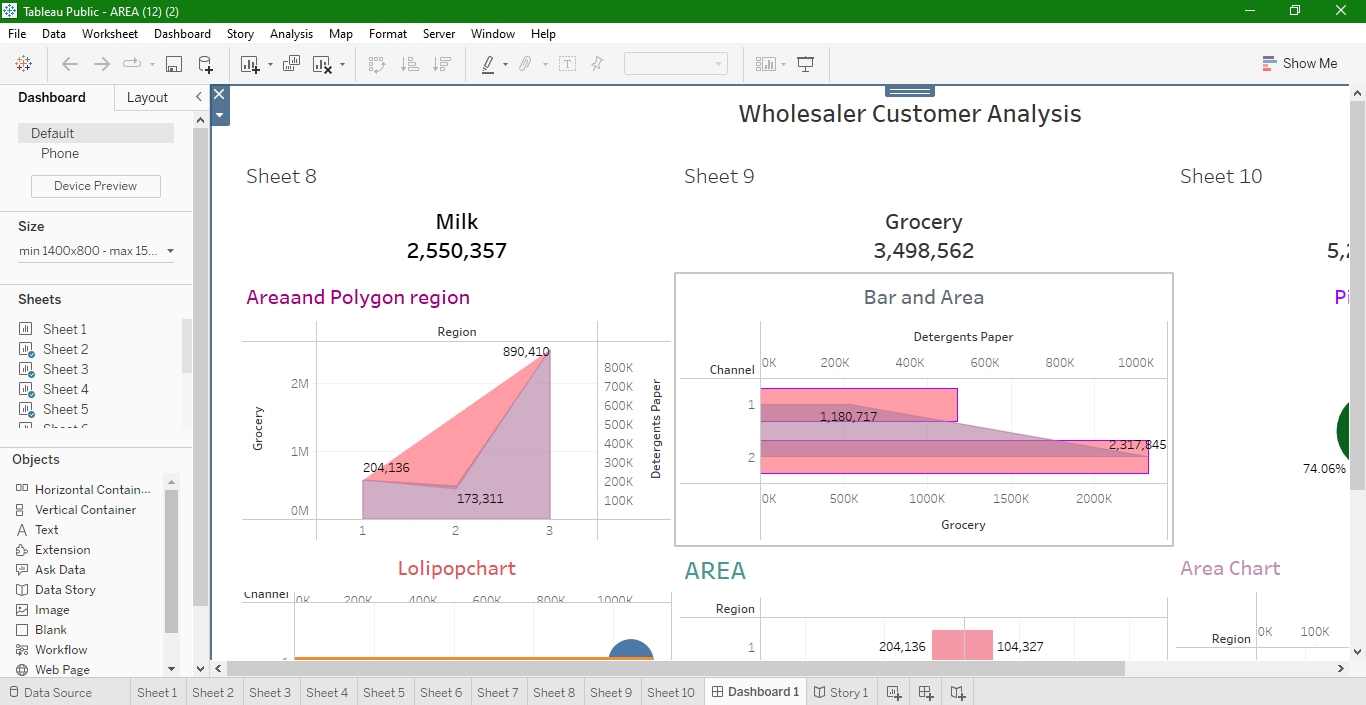 Tableau Public - AREA (12) (2)
File Data Worksheet Dashboard Story Analysis Map Format Server Window Help
Show Me
Dashboard Layout
Default
Phone
Device Preview
Size
min 1400x800 - max 15...
Sheets
Sheet 1
Sheet 2
Sheet 3
Sheet 4
Sheet 5
Objects
Horizontal Contain...
Vertical Container
Text
Extension
Ask Data
Data Story
Image
Blank
Workflow
Web Page
Wholesaler Customer Analysis
Sheet 8 Sheet 9 Sheet 10
Milk
2,550,357
Grocery
3,498,562
Areaand Polygon region
Region
Grocery
2M
1M
0M
890,410
204,136
173,311
1 2 3
800K
700K
600K
500K
400K
300K
200K
100K
Detergents Paper
Bar and Area
Detergents Paper
Channel 0K 200K 400K 600K 800K 1000K
1 1,180,717
2 2,317,845
0K 500K 1000K 1500K 2000K
Grocery
74.06%
Lolipopchart
Channel 0K 200K 400K 600K 800K 1000K
AREA
Region
1 204,136 104,327
Area Chart
Region 0K 100K
Data Source Sheet 1 Sheet 2 Sheet 3 Sheet 4 Sheet 5 Sheet 6 Sheet 7 Sheet 8 Sheet 9 Sheet 10 Dashboard 1 Story 1